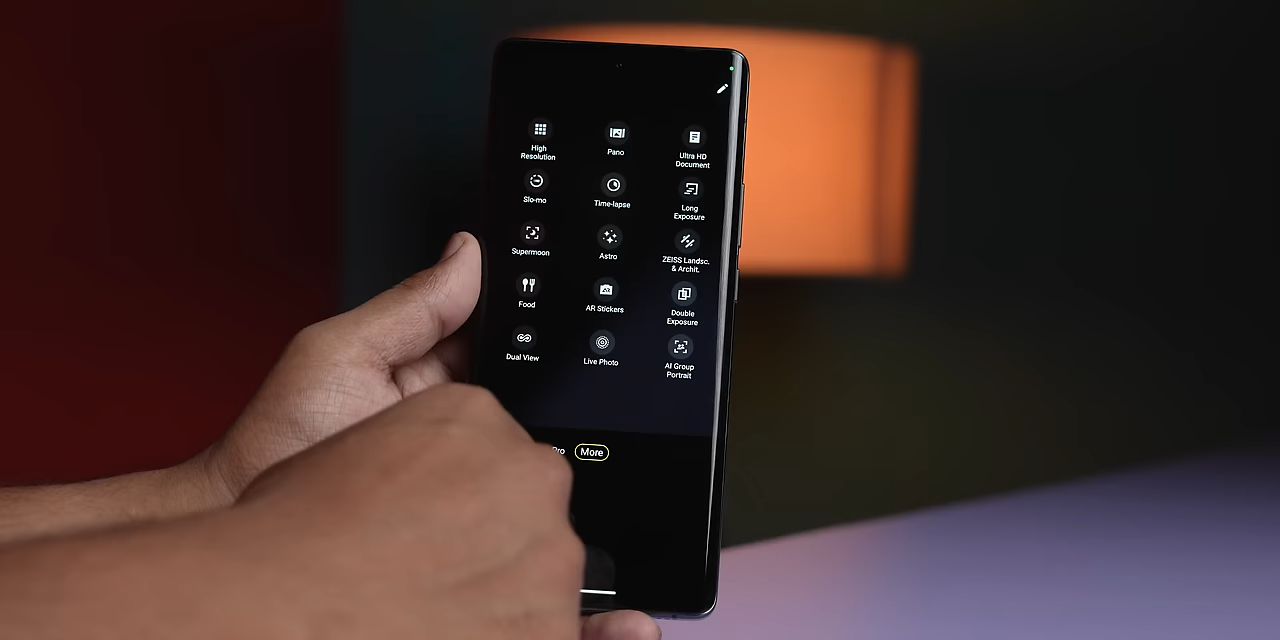 High
Resolution
Pano
Ultra HD
Document
Slo-mo
Time-lapse
Long
Exposure
Supermoon
Astro
ZEISS Landsc.
& Archit.
Food
AR Stickers
Double
Exposure
Dual View
Live Photo
AI Group
Portrait
ro
More